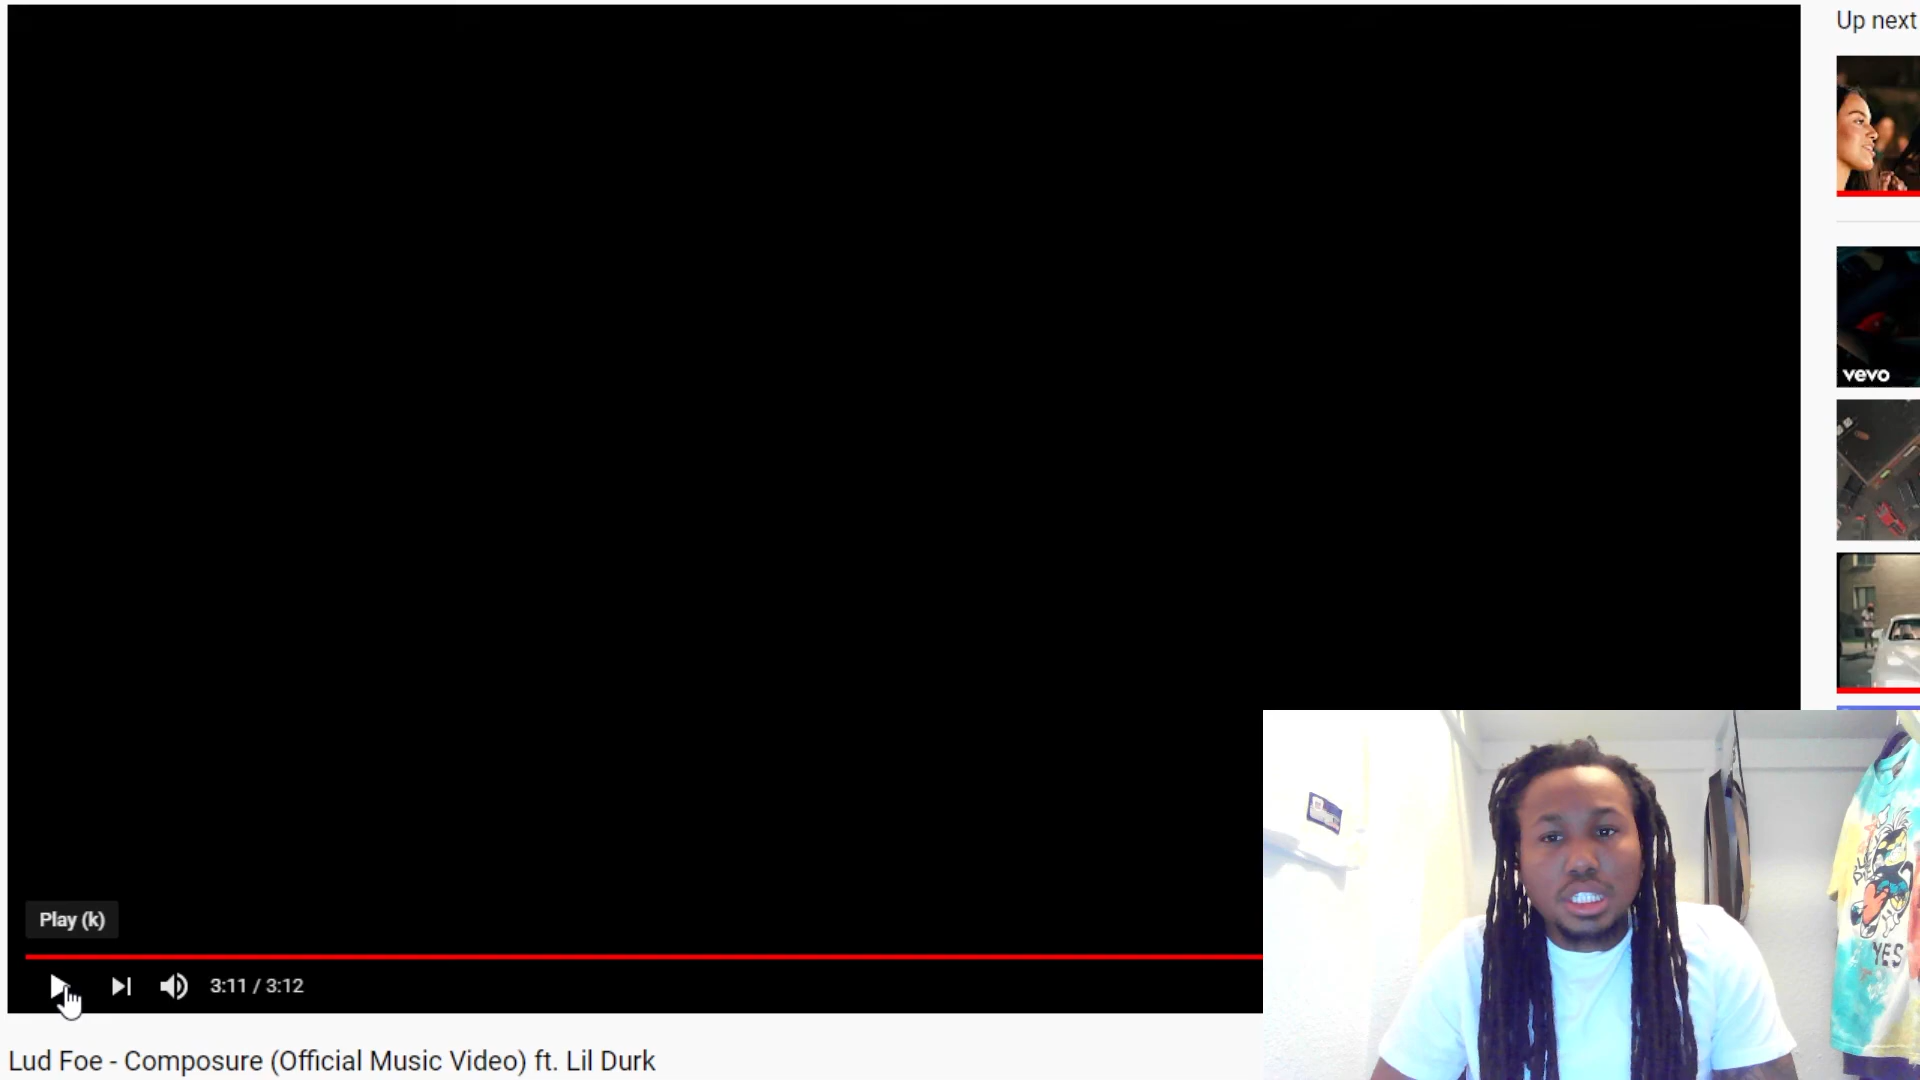 Up next
vevo
Play (k)
3:11 / 3:12
YES
Lud Foe - Composure (Official Music Video) ft. Lil Durk